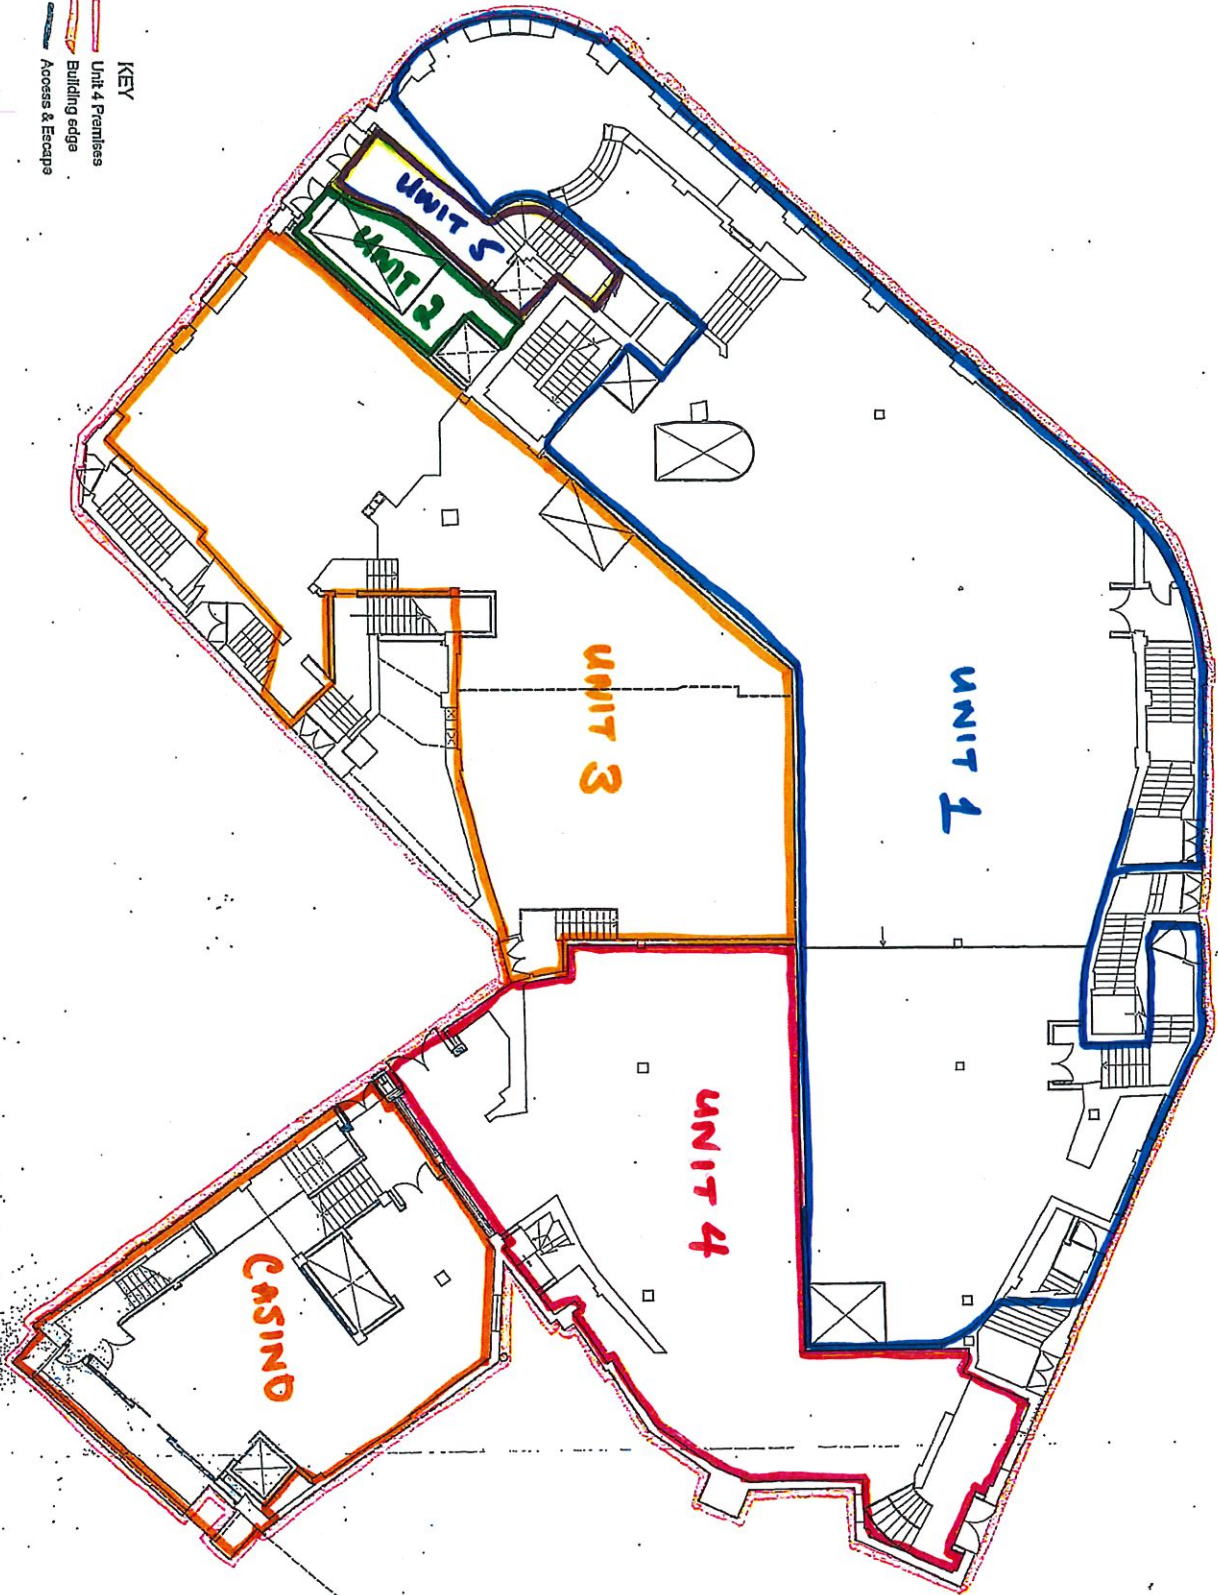 KEY
Unit 4 Premises
Building edge
Access & Escape
UNIT 5
UNIT 2
UNIT 3
UNIT 1
UNIT 4
CASINO